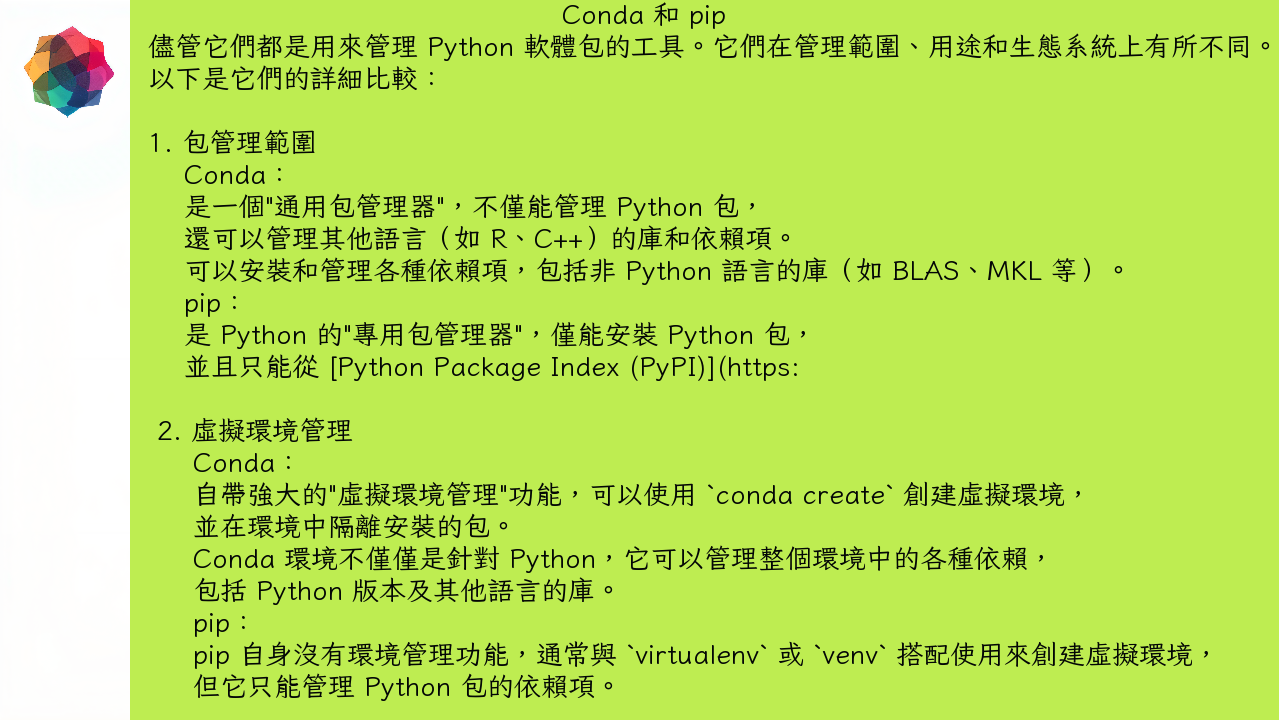 Conda 和 pip
儘管它們都是用來管理 Python 軟體包的工具。它們在管理範圍、用途和生態系統上有所不同。
以下是它們的詳細比較：
1. 包管理範圍
Conda：
是一個"通用包管理器"，不僅能管理 Python 包，
還可以管理其他語言（如 R、C++）的庫和依賴項。
可以安裝和管理各種依賴項，包括非 Python 語言的庫（如 BLAS、MKL 等）。
pip：
是 Python 的"專用包管理器"，僅能安裝 Python 包，
並且只能從 [Python Package Index (PyPI)](https:
2. 虛擬環境管理
Conda：
自帶強大的"虛擬環境管理"功能，可以使用 `conda create` 創建虛擬環境，
並在環境中隔離安裝的包。
Conda 環境不僅僅是針對 Python，它可以管理整個環境中的各種依賴，
包括 Python 版本及其他語言的庫。
pip：
pip 自身沒有環境管理功能，通常與 `virtualenv` 或 `venv` 搭配使用來創建虛擬環境，
但它只能管理 Python 包的依賴項。